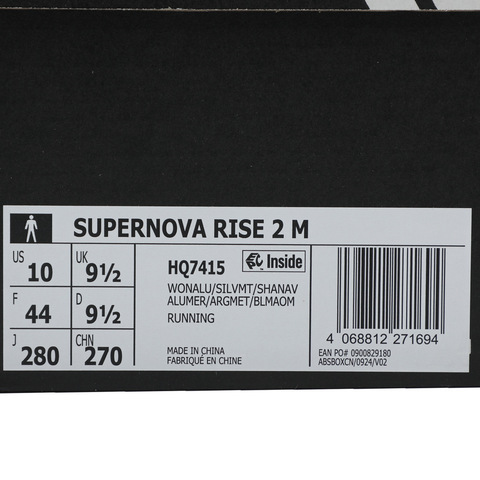 SUPERNOVA RISE 2 M
US 10 UK 9½
F 44 D 9½
J 280 CHN 270
HQ7415 Inside
WONALU/SILVMT/SHANAV
ALUMER/ARGMET/BLMAOM
RUNNING
MADE IN CHINA
FABRIQUÉ EN CHINE
4 068812 271694
EAN PO# 0900829180
ABSBOXCN/0924/V02